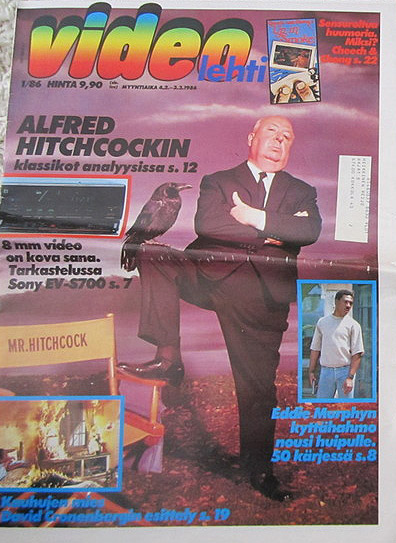 video
lehti
1/86 HINTA 9,90
MYYNTIAIKA 4.2.-3.3.1986
Sensuroitua
huumoria.
Miksi?
Cheech &
Chong s. 22
ALFRED
HITCHCOCKIN
klassikot analyysissa s. 12
8 mm video
on kova sana.
Tarkastelussa
Sony EV-S700 s. 7
MR. HITCHCOCK
Eddie Murphyn
kyttähahmo
nousi huipulle.
50 kärjessä s.8
Kauhujen mies
David Cronenbergin esittely s. 19